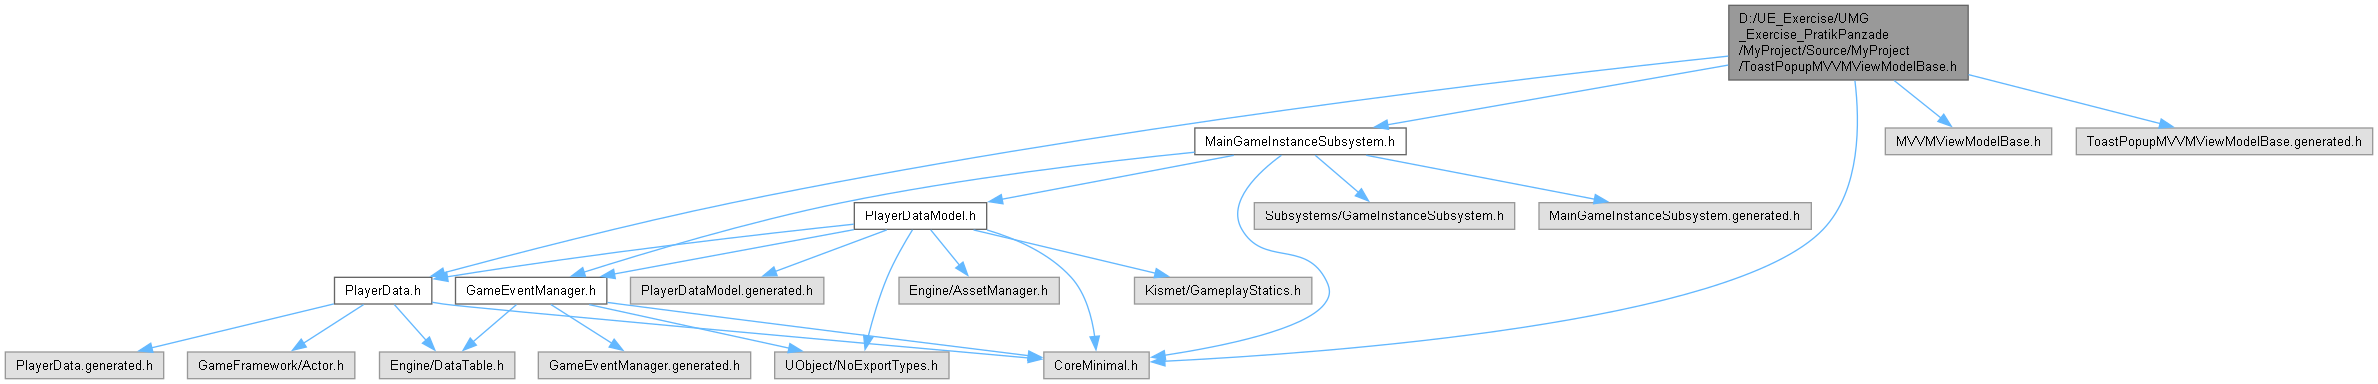 D:/UE_Exercise/UMG
_Exercise_PratikPanzade
/MyProject/Source/MyProject
/ToastPopupMVVMViewModelBase.h
MainGameInstanceSubsystem.h
MVVMViewModelBase.h
ToastPopupMVVMViewModelBase.generated.h
PlayerDataModel.h
Subsystems/GameInstanceSubsystem.h
MainGameInstanceSubsystem.generated.h
PlayerData.h
GameEventManager.h
PlayerDataModel.generated.h
Engine/AssetManager.h
Kismet/GameplayStatics.h
PlayerData.generated.h
GameFramework/Actor.h
Engine/DataTable.h
GameEventManager.generated.h
UObject/NoExportTypes.h
CoreMinimal.h